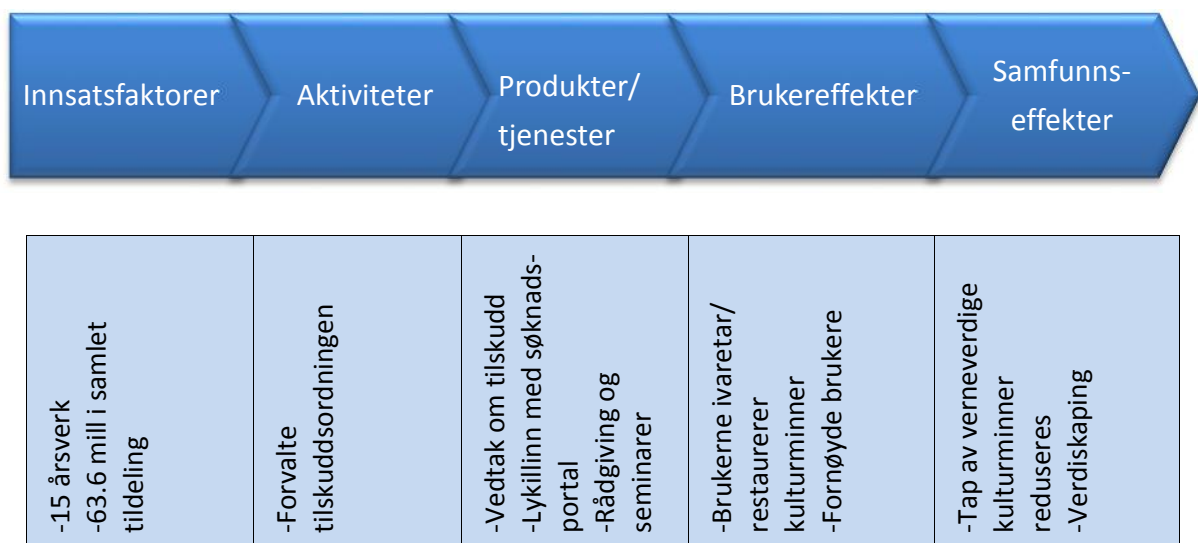 Innsatsfaktorer
Aktiviteter
Produkter/
tjenester
Brukereffekter
Samfunns-
effekter
-15 årsverk
-63.6 mill i samlet
tildeling
-Forvalte
tilskuddsordningen
-Vedtak om tilskudd
-Lykillinn med søknads-
portal
-Rådgiving og
seminarer
-Brukerne ivaretar/
restaurerer
kulturminner
-Fornøyde brukere
-Tap av verneverdige
kulturminner
reduseres
-Verdiskaping